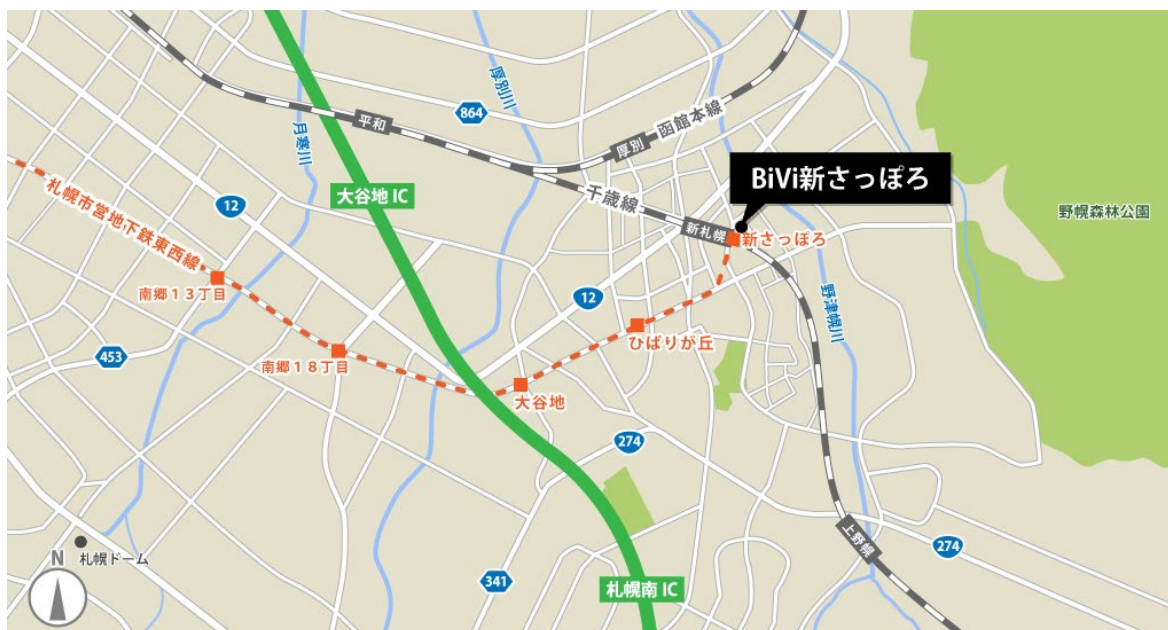 864
厚別川
函館本線
平和
厚別
月寒川
BiVi新さっぽろ
大谷地 IC
千歳線
札幌市営地下鉄東西線
12
野幌森林公園
新札幌
新さっぽろ
南郷13丁目
12
野津幌川
ひばりが丘
453
南郷18丁目
大谷地
274
上野幌
274
N
札幌ドーム
341
札幌南 IC